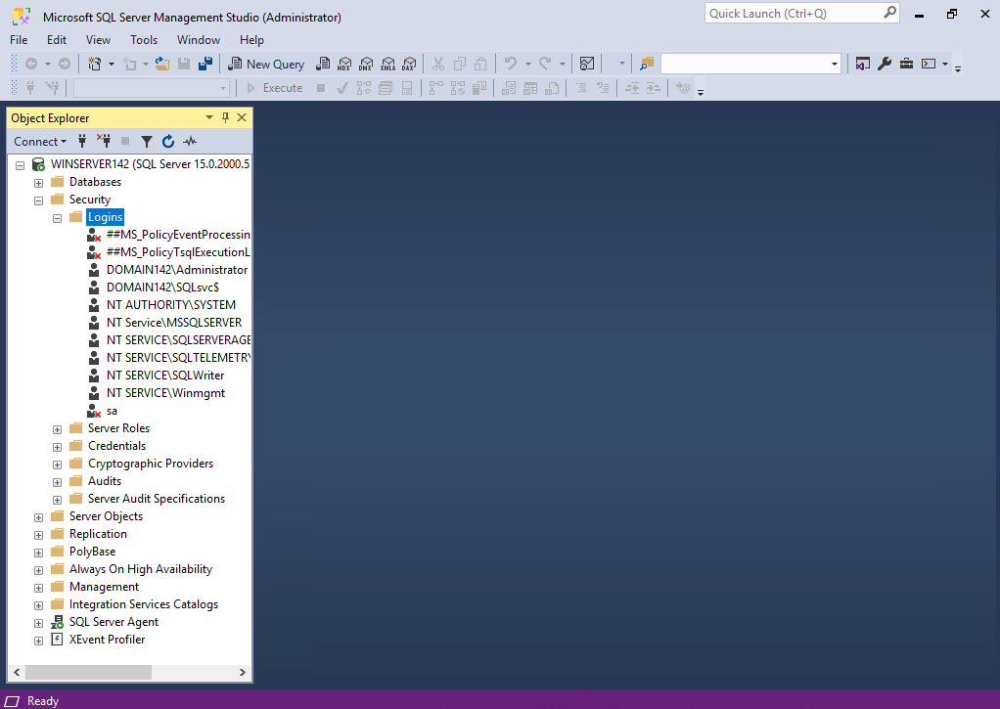 Microsoft SQL Server Management Studio (Administrator)
Quick Launch (Ctrl+Q)
File Edit View Tools Window Help
New Query
MDX DMX XMLA DAX
Execute
Object Explorer
Connect
WINSERVER142 (SQL Server 15.0.2000.5
Databases
Security
Logins
##MS_PolicyEventProcessin
##MS_PolicyTsqlExecutionL
DOMAIN142\Administrator
DOMAIN142\SQLsvc$
NT AUTHORITY\SYSTEM
NT Service\MSSQLSERVER
NT SERVICE\SQLSERVERAGE
NT SERVICE\SQLTELEMETRY
NT SERVICE\SQLWriter
NT SERVICE\Winmgmt
sa
Server Roles
Credentials
Cryptographic Providers
Audits
Server Audit Specifications
Server Objects
Replication
PolyBase
Always On High Availability
Management
Integration Services Catalogs
SQL Server Agent
XEvent Profiler
Ready